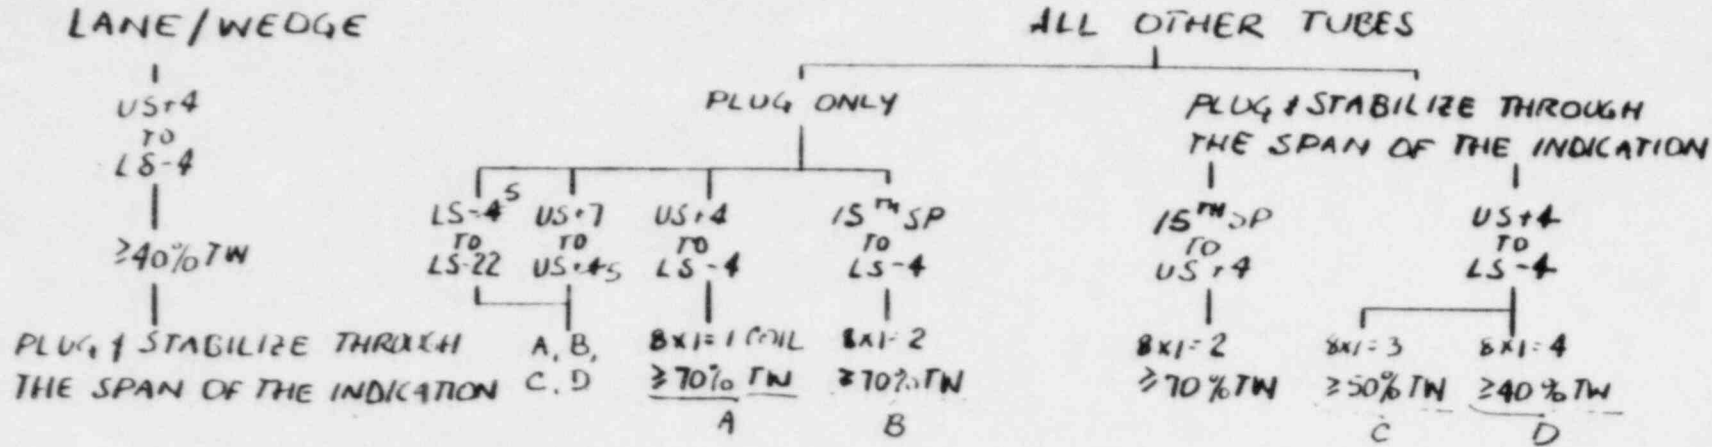 LANE/WEDGE
ALL OTHER TUBES
US+4
TO
LS-4
≥40% TW
PLUG & STABILIZE THROUGH
THE SPAN OF THE INDICATION
PLUG ONLY
LS-4 S
TO
LS-22
US+7
TO
US+4S
A, B,
C, D
US+4
TO
LS-4
8x1=1 COIL
≥70% TW
A
15TH SP
TO
LS-4
8x1=2
≥70% TW
B
PLUG & STABILIZE THROUGH
THE SPAN OF THE INDICATION
15TH SP
TO
US+4
8x1=2
≥70% TW
US+4
TO
LS-4
8x1=3
≥50% TW
C
8x1=4
≥40% TW
D